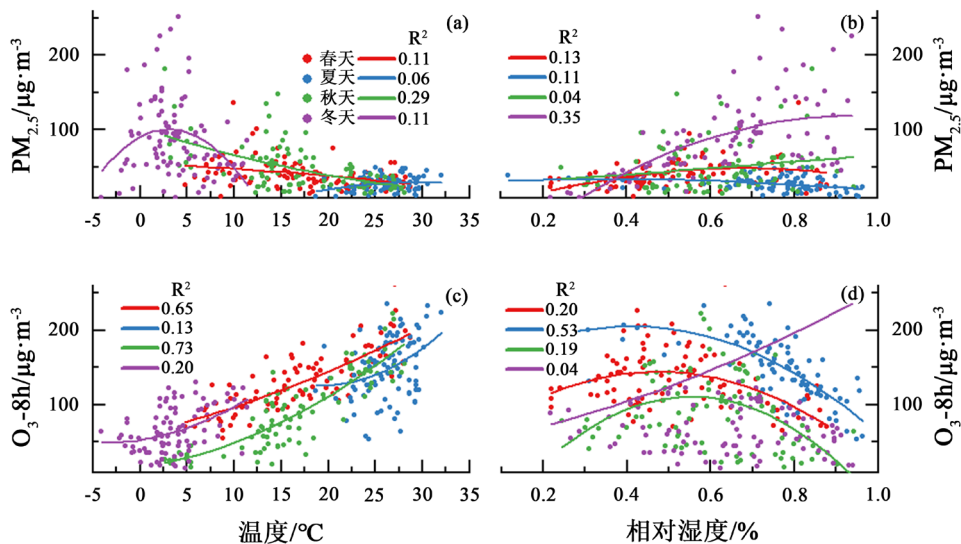 (a)
R²
春天 0.11
夏天 0.06
秋天 0.29
冬天 0.11
PM2.5/μg·m⁻³
200
100
-5 0 5 10 15 20 25 30 35
(b)
R²
0.13
0.11
0.04
0.35
PM2.5/μg·m⁻³
200
100
0.2 0.4 0.6 0.8 1.0
(c)
R²
0.65
0.13
0.73
0.20
O3-8h/μg·m⁻³
200
100
-5 0 5 10 15 20 25 30 35
温度/℃
(d)
R²
0.20
0.53
0.19
0.04
O3-8h/μg·m⁻³
200
100
0.2 0.4 0.6 0.8 1.0
相对湿度/%